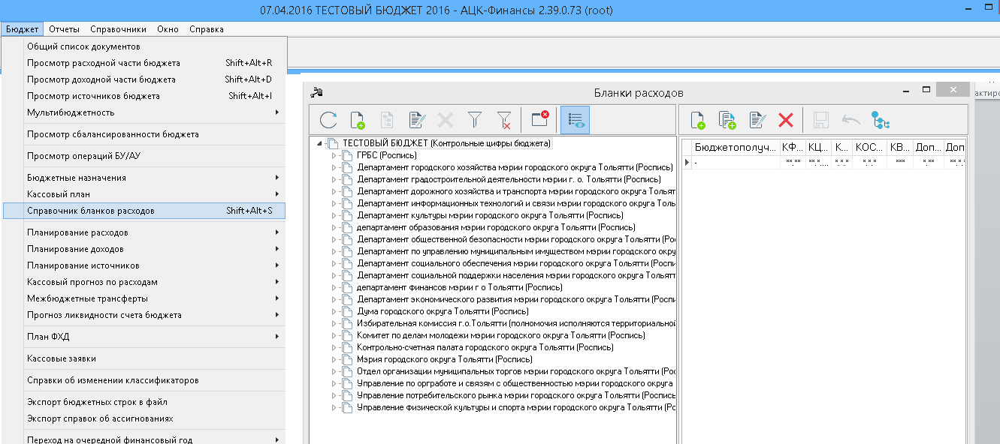 07.04.2016 ТЕСТОВЫЙ БЮДЖЕТ 2016 - АЦК-Финансы 2.39.0.73 (root)
Бюджет Отчеты Справочники Окно Справка
Общий список документов
Просмотр расходной части бюджета Shift+Alt+R
Просмотр доходной части бюджета Shift+Alt+D
Просмотр источников бюджета Shift+Alt+I
Мультибюджетность
Просмотр сбалансированности бюджета
Просмотр операций БУ/АУ
Бюджетные назначения
Кассовый план
Справочник бланков расходов Shift+Alt+S
Планирование расходов
Планирование доходов
Планирование источников
Кассовый прогноз по расходам
Межбюджетные трансферты
Прогноз ликвидности счета бюджета
План ФХД
Кассовые заявки
Справки об изменении классификаторов
Экспорт бюджетных строк в файл
Экспорт справок об ассигнованиях
Переход на очередной финансовый год
Бланки расходов
ТЕСТОВЫЙ БЮДЖЕТ (Контрольные цифры бюджета)
ГРБС (Роспись)
Департамент городского хозяйства мэрии городского округа Тольятти (Роспись)
Департамент градостроительной деятельности мэрии г. о. Тольятти (Роспись)
Департамент дорожного хозяйства и транспорта мэрии городского округа Тольят
Департамент информационных технологий и связи мэрии городского округа Толь
Департамент культуры мэрии городского округа Тольятти (Роспись)
департамент образования мэрии городского округа Тольятти (Роспись)
Департамент общественной безопасности мэрии городского округа Тольятти (Ро
Департамент по управлению муниципальным имуществом мэрии городского окру
Департамент социального обеспечения мэрии городского округа Тольятти (Роспи
Департамент социальной поддержки населения мэрии городского округа Тольятт
департамент финансов мэрии г о Тольятти (Роспись)
Департамент экономического развития мэрии городского округа Тольятти (Роспи
Дума городского округа Тольятти (Роспись)
Избирательная комиссия г.о.Тольятти (полномочия исполняются территориальной
Комитет по делам молодежи мэрии городского округа Тольятти (Роспись)
Контрольно-счетная палата городского округа Тольятти (Роспись)
Мэрия городского округа Тольятти (Роспись)
Отдел организации муниципальных торгов мэрии городского округа Тольятти (Рос
Управление по оргработе и связям с общественностью мэрии городского округа
Управление потребительского рынка мэрии городского округа Тольятти (Роспись
Управление физической культуры и спорта мэрии городского округа Тольятти (Ро
Бюджетополуч... КФ... КЦ... К... КОС... КВ... Доп... Доп
- **.** **.*.... *.*.* *.*.* *** *.** **.*.*
актиро